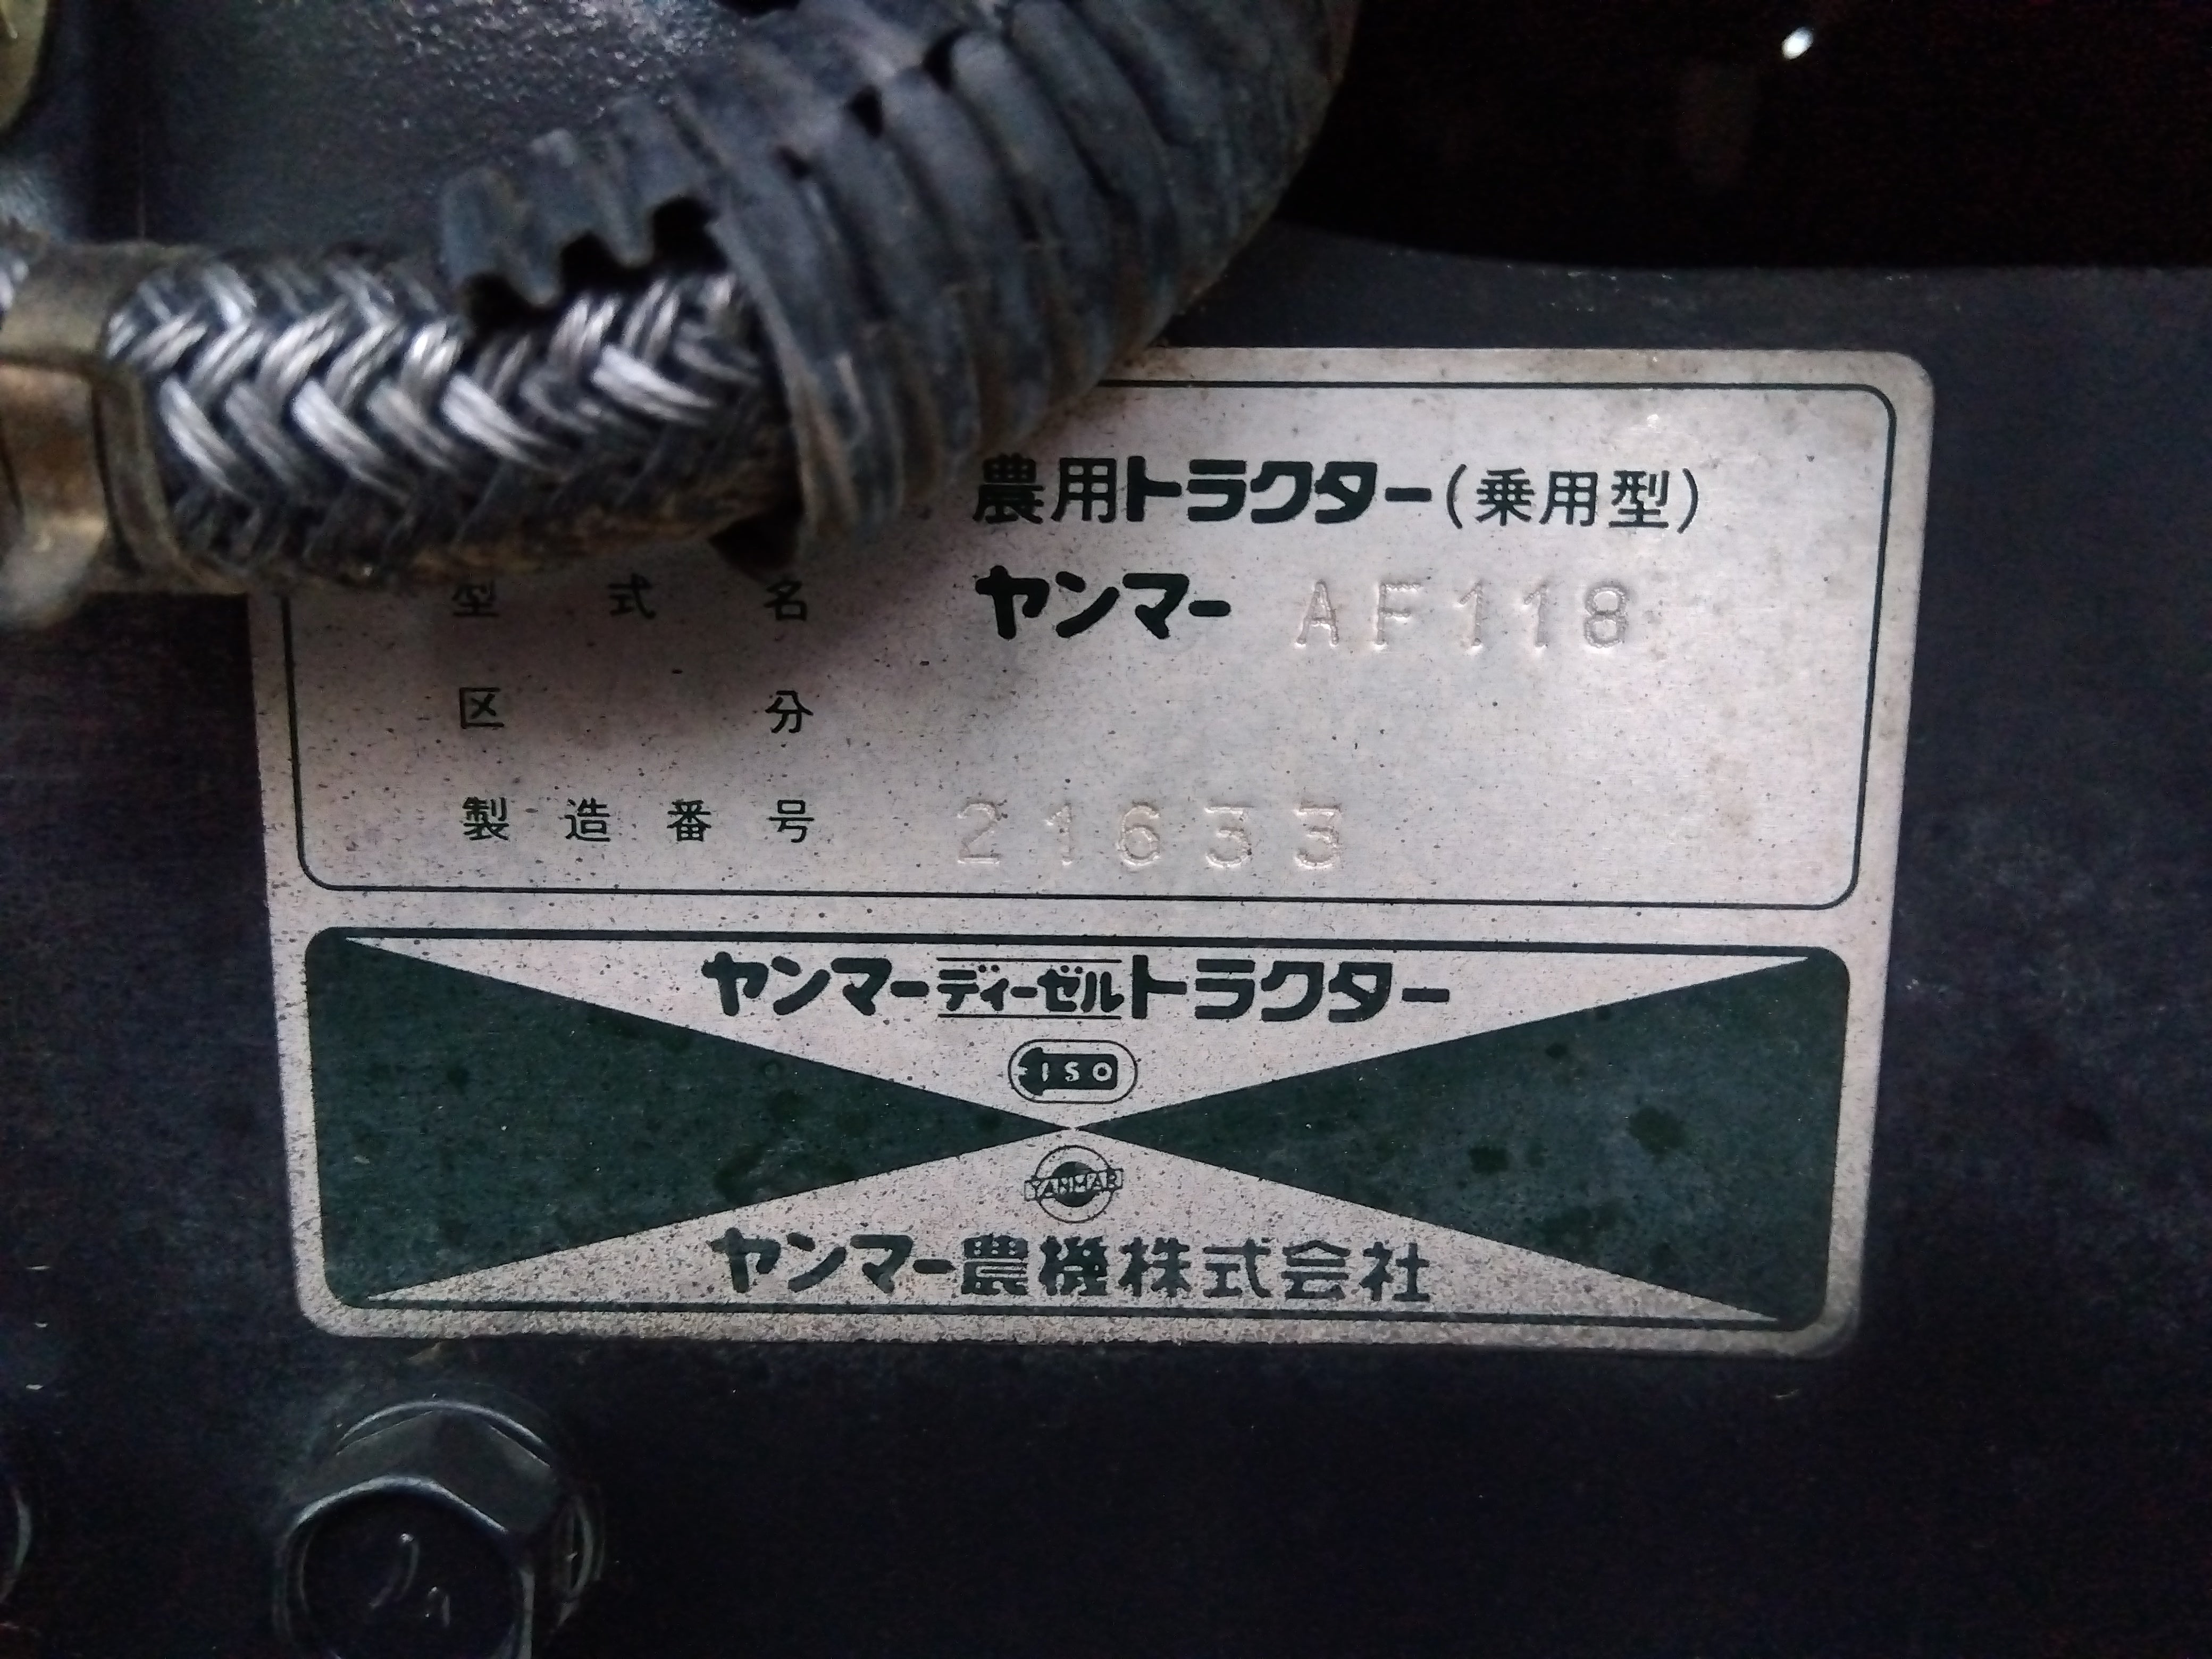 農用トラクター(乗用型)
型式名 ヤンマー AF118
区分
製造番号 21633
ヤンマーディーゼルトラクター
ISO
YANMAR
ヤンマー農機株式会社